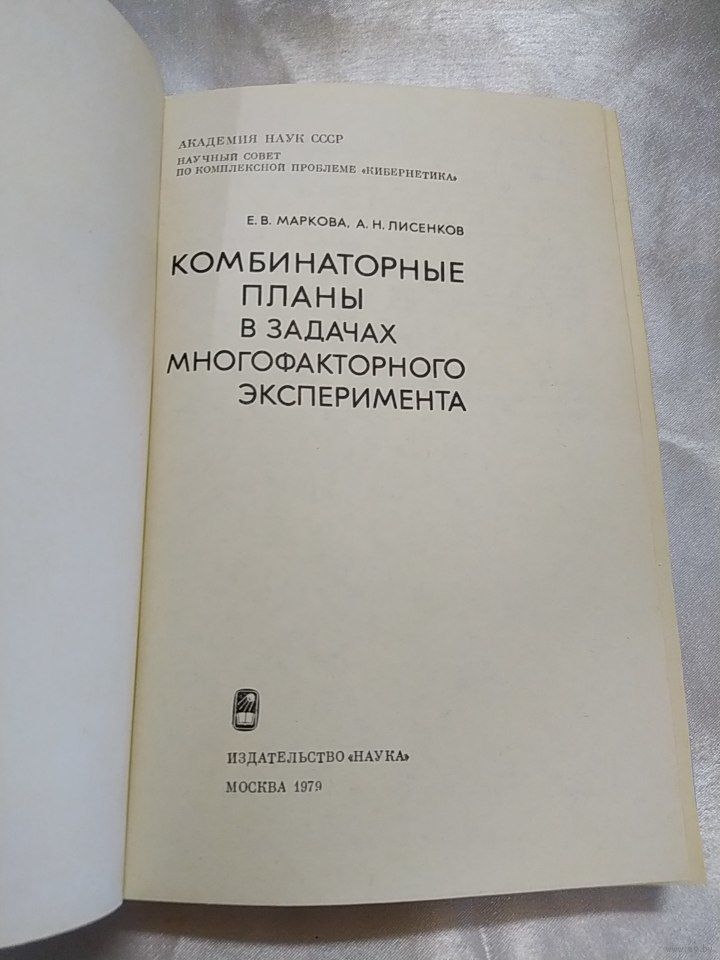 АКАДЕМИЯ НАУК СССР
НАУЧНЫЙ СОВЕТ
ПО КОМПЛЕКСНОЙ ПРОБЛЕМЕ «КИБЕРНЕТИКА»
Е. В. МАРКОВА, А. Н. ЛИСЕНКОВ
КОМБИНАТОРНЫЕ
ПЛАНЫ
В ЗАДАЧАХ
МНОГОФАКТОРНОГО
ЭКСПЕРИМЕНТА
ИЗДАТЕЛЬСТВО «НАУКА»
МОСКВА 1979